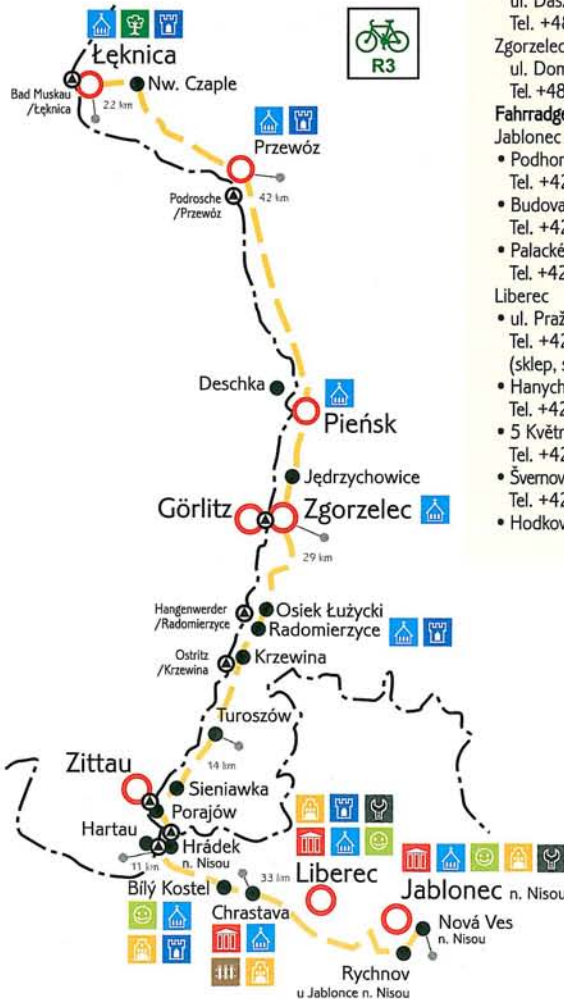 Łęknica
Bad Muskau
/Łęknica
Nw. Czaple
22 km
R3
Przewóz
Podrosche
/Przewóz
42 km
Deschka
Pieńsk
Jędrzychowice
Görlitz
Zgorzelec
29 km
Hangenwerder
/Radomierzyce
Osiek Łużycki
Radomierzyce
Ostritz
/Krzewina
Krzewina
Turoszów
14 km
Zittau
Sieniawka
Porajów
Hartau
Hrádek
n. Nisou
11 km
Bílý Kostel
33 km
Chrastava
Liberec
Jablonec n. Nisou
Nová Ves
n. Nisou
Rychnov
u Jablonce n. Nisou
ul. Dasz
Tel. +48
Zgorzelec
ul. Dom
Tel. +48
Fahrradge
Jablonec
• Podhor
Tel. +42
• Budova
Tel. +42
• Palacké
Tel. +42
Liberec
• ul. Praž
Tel. +42
(sklep, s
• Hanych
Tel. +42
• 5 Květn
Tel. +42
• Švernov
Tel. +42
• Hodkov